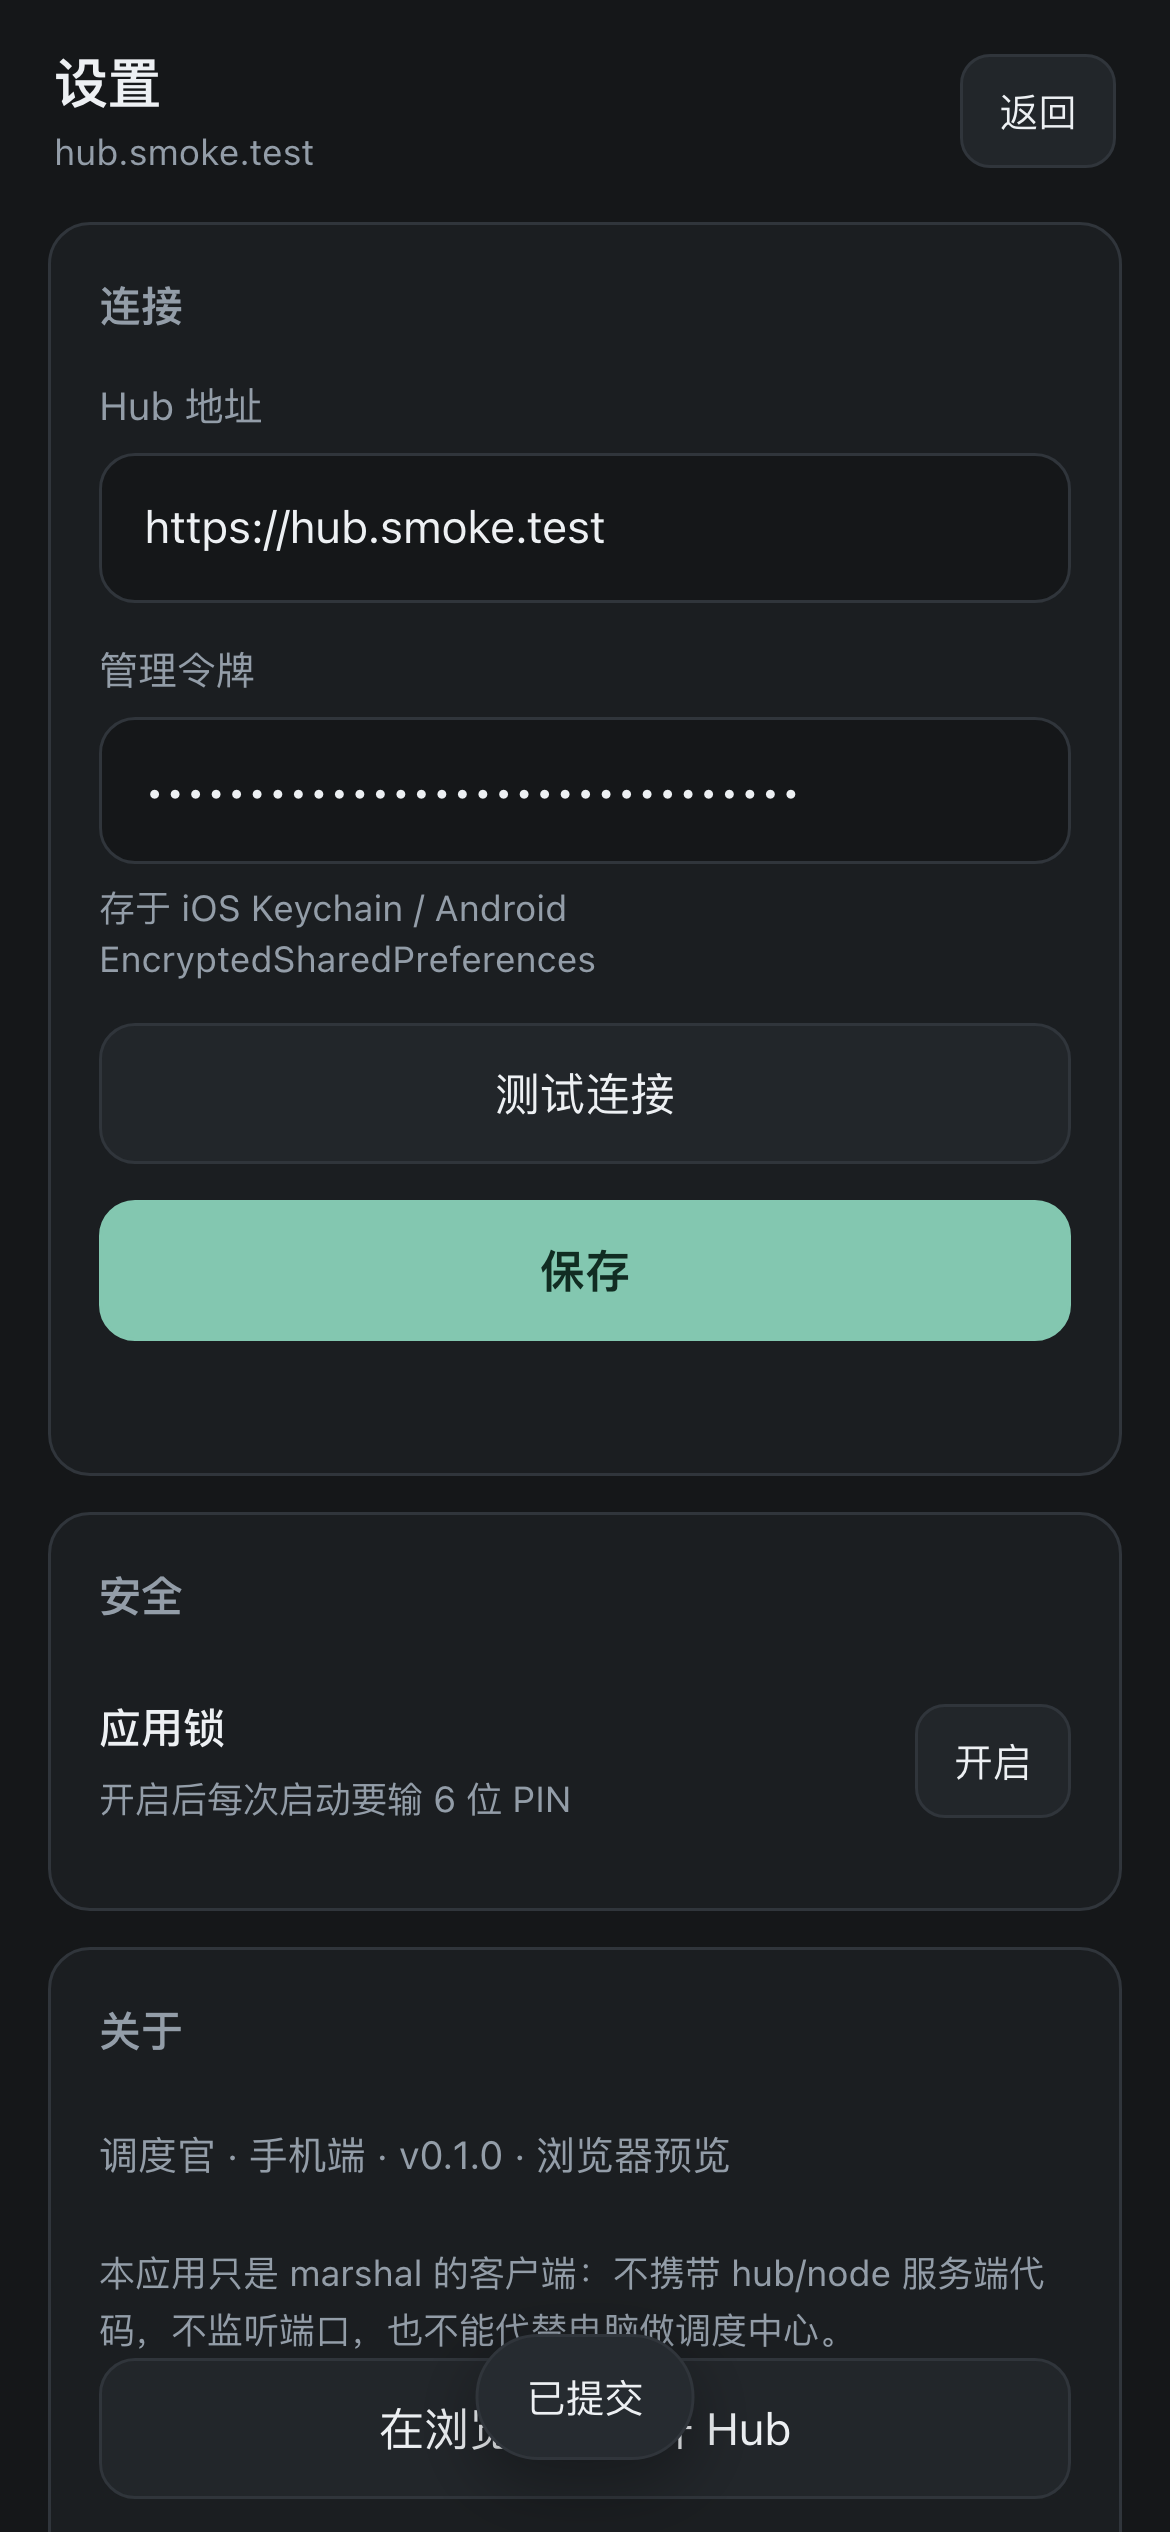 设置
返回
hub.smoke.test
连接
Hub 地址
https://hub.smoke.test
管理令牌
••••••••••••••••••••••••••••••••
存于 iOS Keychain / Android
EncryptedSharedPreferences
测试连接
保存
安全
应用锁
开启后每次启动要输 6 位 PIN
开启
关于
调度官 · 手机端 · v0.1.0 · 浏览器预览
本应用只是 marshal 的客户端：不携带 hub/node 服务端代
码，不监听端口，也不能代替电脑做调度中心。
已提交
在浏 Hub